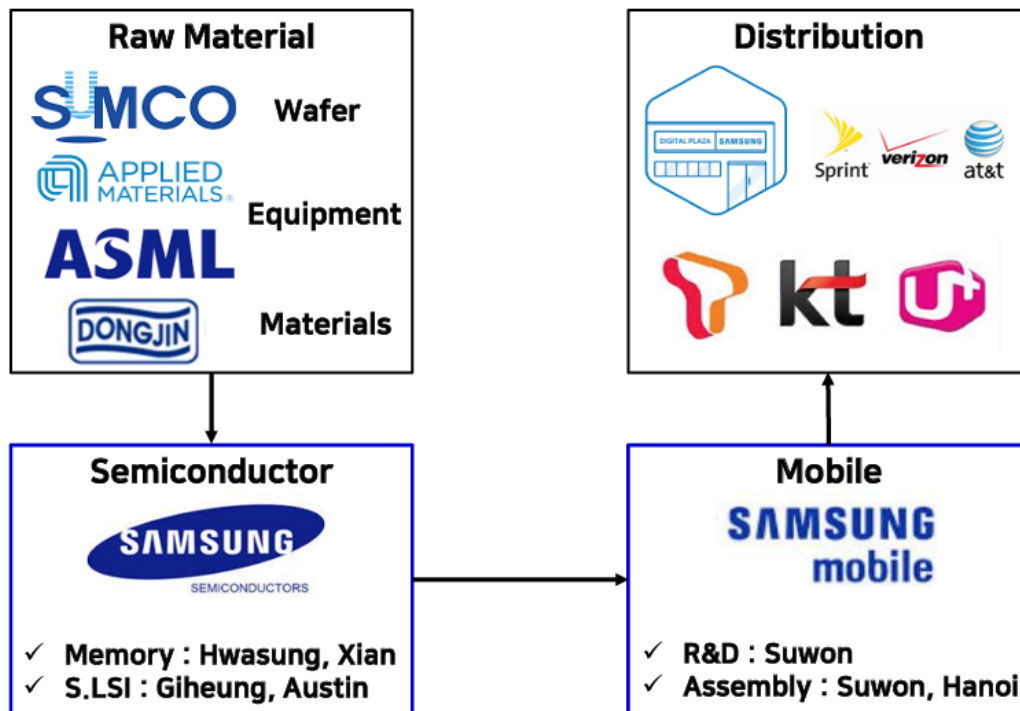 Raw Material
SUMCO
Wafer
APPLIED
MATERIALS®
Equipment
ASML
DONGJIN
Materials
Distribution
DIGITAL PLAZA SAMSUNG
Sprint
verizon
at&t
T
kt
U+
Semiconductor
SAMSUNG
SEMICONDUCTORS
✓ Memory : Hwasung, Xian
✓ S.LSI : Giheung, Austin
Mobile
SAMSUNG
mobile
✓ R&D : Suwon
✓ Assembly : Suwon, Hanoi